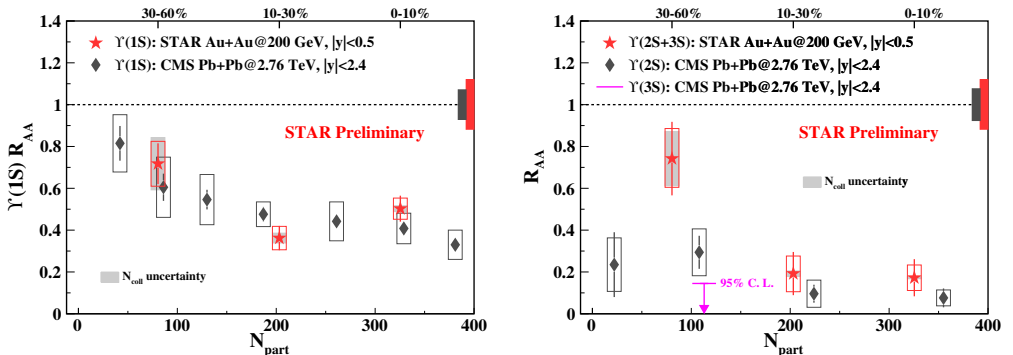 30-60% 10-30% 0-10%
1.4
1.2
1
0.8
0.6
0.4
0.2
0
0 100 200 300 400
ϒ(1S) R_AA
N_part
ϒ(1S): STAR Au+Au@200 GeV, |y|<0.5
ϒ(1S): CMS Pb+Pb@2.76 TeV, |y|<2.4
STAR Preliminary
N_coll uncertainty
30-60% 10-30% 0-10%
1.4
1.2
1
0.8
0.6
0.4
0.2
0
0 100 200 300 400
R_AA
N_part
ϒ(2S+3S): STAR Au+Au@200 GeV, |y|<0.5
ϒ(2S): CMS Pb+Pb@2.76 TeV, |y|<2.4
ϒ(3S): CMS Pb+Pb@2.76 TeV, |y|<2.4
STAR Preliminary
N_coll uncertainty
95% C. L.